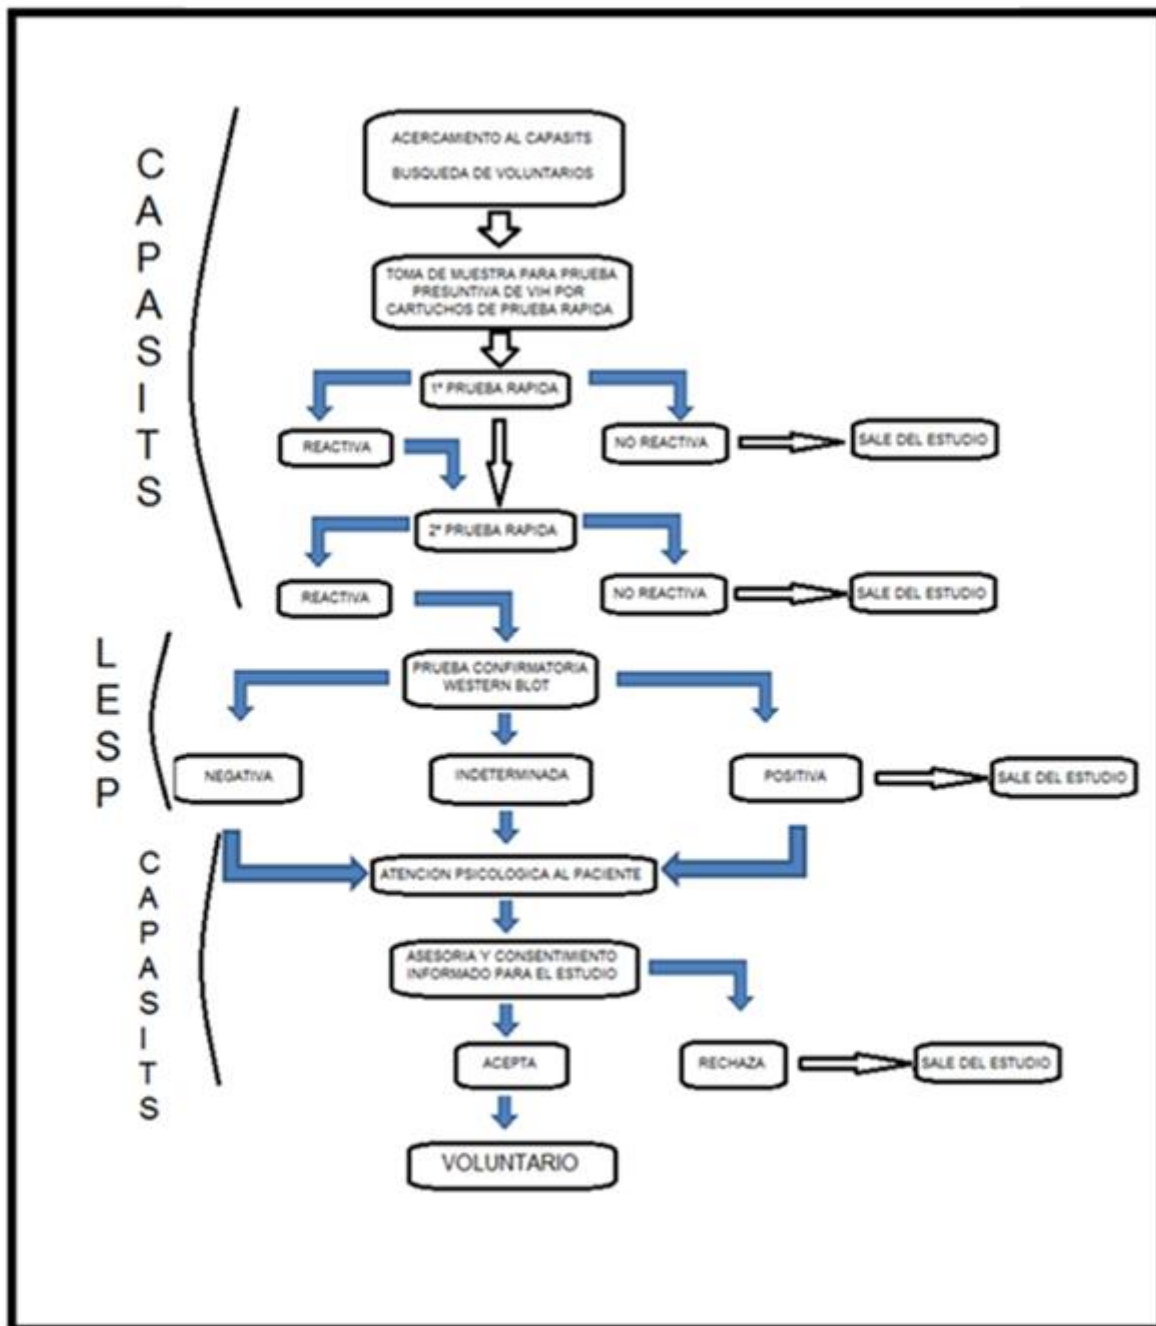 CAPASITS
ACERCAMIENTO AL CAPASITS
BUSQUEDA DE VOLUNTARIOS
TOMA DE MUESTRA PARA PRUEBA
PRESUNTIVA DE VIH POR
CARTUCHOS DE PRUEBA RAPIDA
1ª PRUEBA RAPIDA
REACTIVA
NO REACTIVA
SALE DEL ESTUDIO
2ª PRUEBA RAPIDA
REACTIVA
NO REACTIVA
SALE DEL ESTUDIO
LESP
PRUEBA CONFIRMATORIA
WESTERN BLOT
NEGATIVA
INDETERMINADA
POSITIVA
SALE DEL ESTUDIO
CAPASITS
ATENCION PSICOLOGICA AL PACIENTE
ASESORIA Y CONSENTIMIENTO
INFORMADO PARA EL ESTUDIO
ACEPTA
RECHAZA
SALE DEL ESTUDIO
VOLUNTARIO